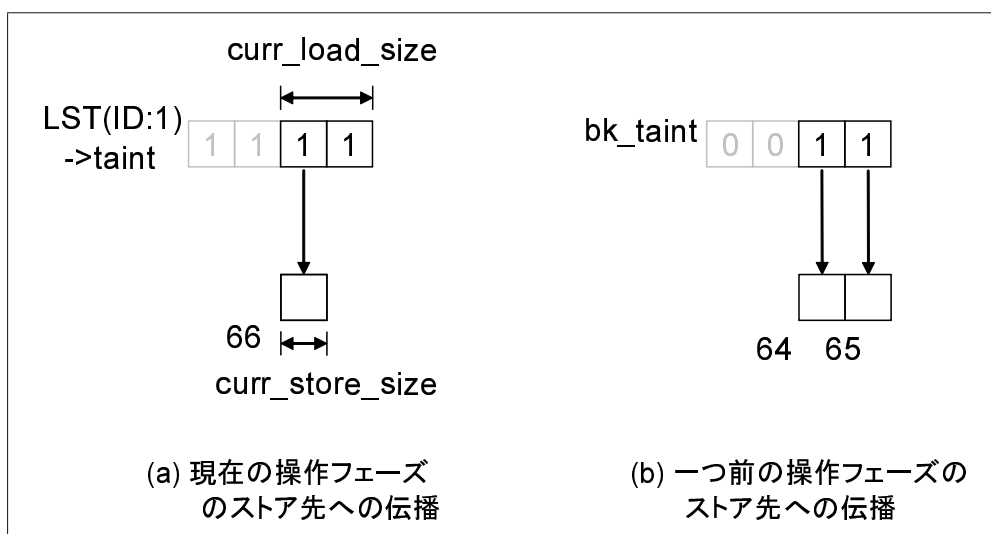 curr_load_size
LST(ID:1)
->taint
1 1 1 1
66
curr_store_size
(a) 現在の操作フェーズ
のストア先への伝播
bk_taint
0 0 1 1
64 65
(b) 一つ前の操作フェーズの
ストア先への伝播